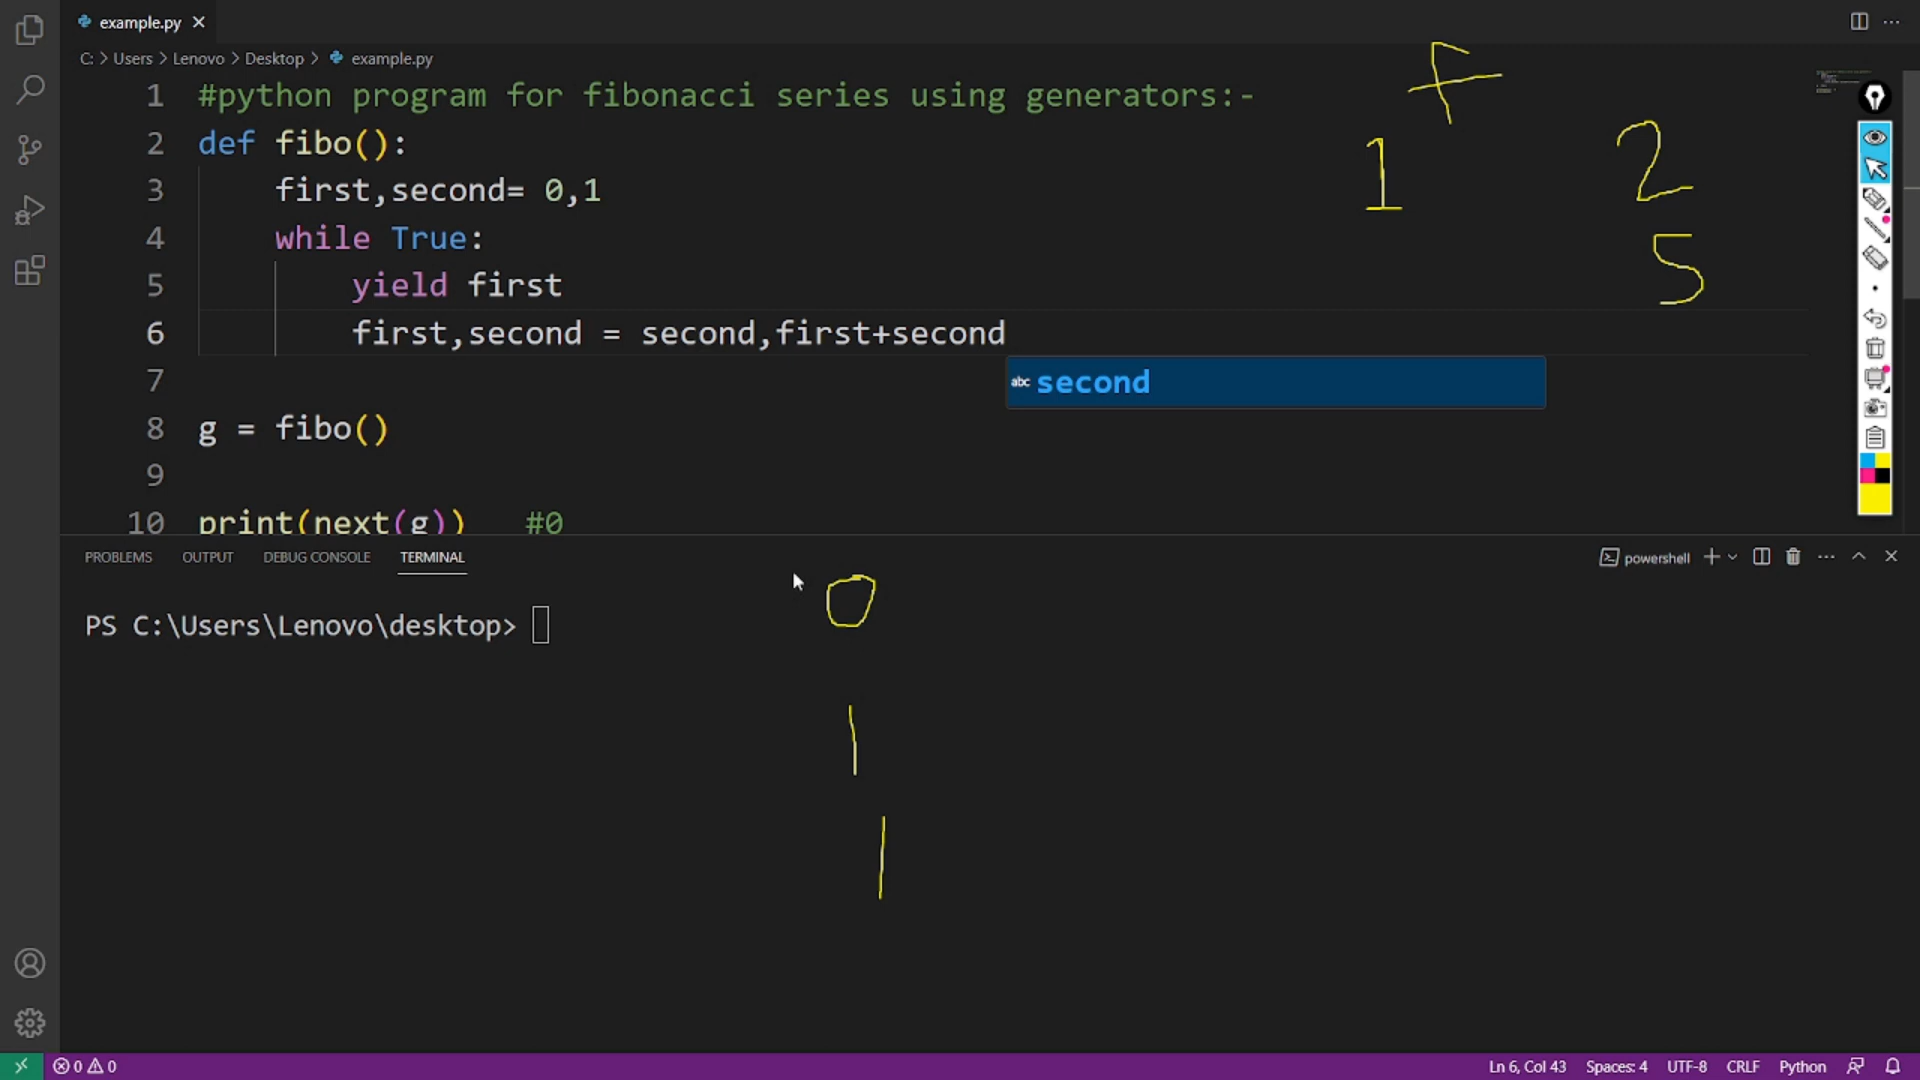 example.py
C: > Users > Lenovo > Desktop > example.py
1 #python program for fibonacci series using generators:-
2 def fibo():
3 first,second= 0,1
4 while True:
5 yield first
6 first,second = second,first+second
abc second
7
8 g = fibo()
9
10 print(next(g)) #0
F
1 2
5
PROBLEMS OUTPUT DEBUG CONSOLE TERMINAL powershell
PS C:\Users\Lenovo\desktop>
0
1
1
0 0 Ln 6, Col 43 Spaces: 4 UTF-8 CRLF Python